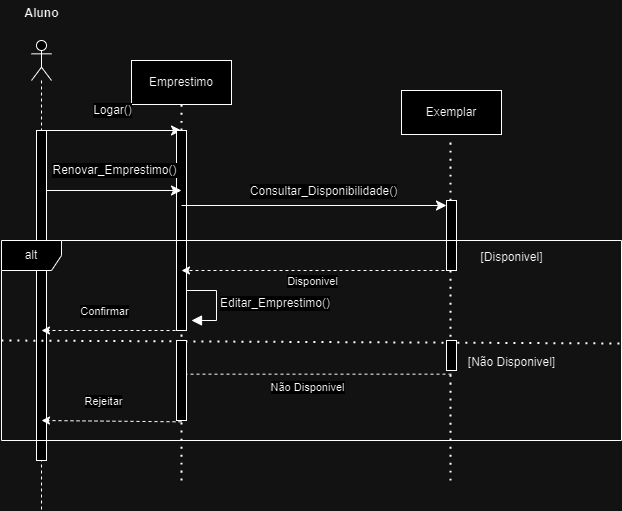 Aluno
Emprestimo
Exemplar
Logar()
Renovar_Emprestimo()
Consultar_Disponibilidade()
alt
[Disponivel]
Disponivel
Editar_Emprestimo()
Confirmar
[Não Disponivel]
Não Disponivel
Rejeitar